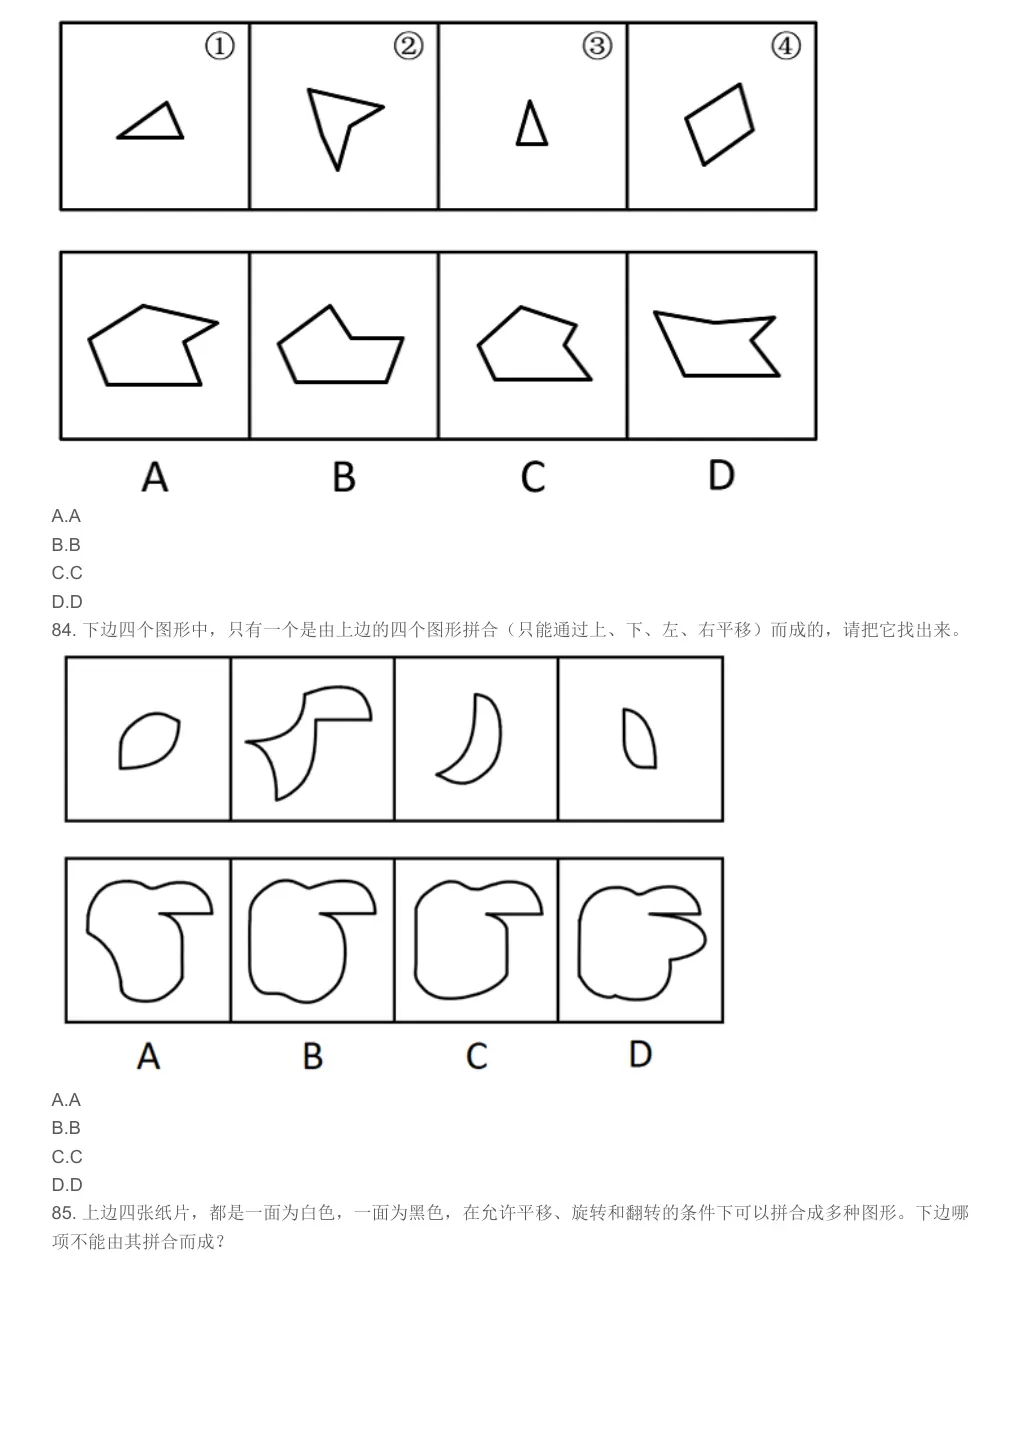 ① ② ③ ④
A B C D
A.A
B.B
C.C
D.D
84. 下边四个图形中，只有一个是由上边的四个图形拼合（只能通过上、下、左、右平移）而成的，请把它找出来。
A B C D
A.A
B.B
C.C
D.D
85. 上边四张纸片，都是一面为白色，一面为黑色，在允许平移、旋转和翻转的条件下可以拼合成多种图形。下边哪
项不能由其拼合而成？